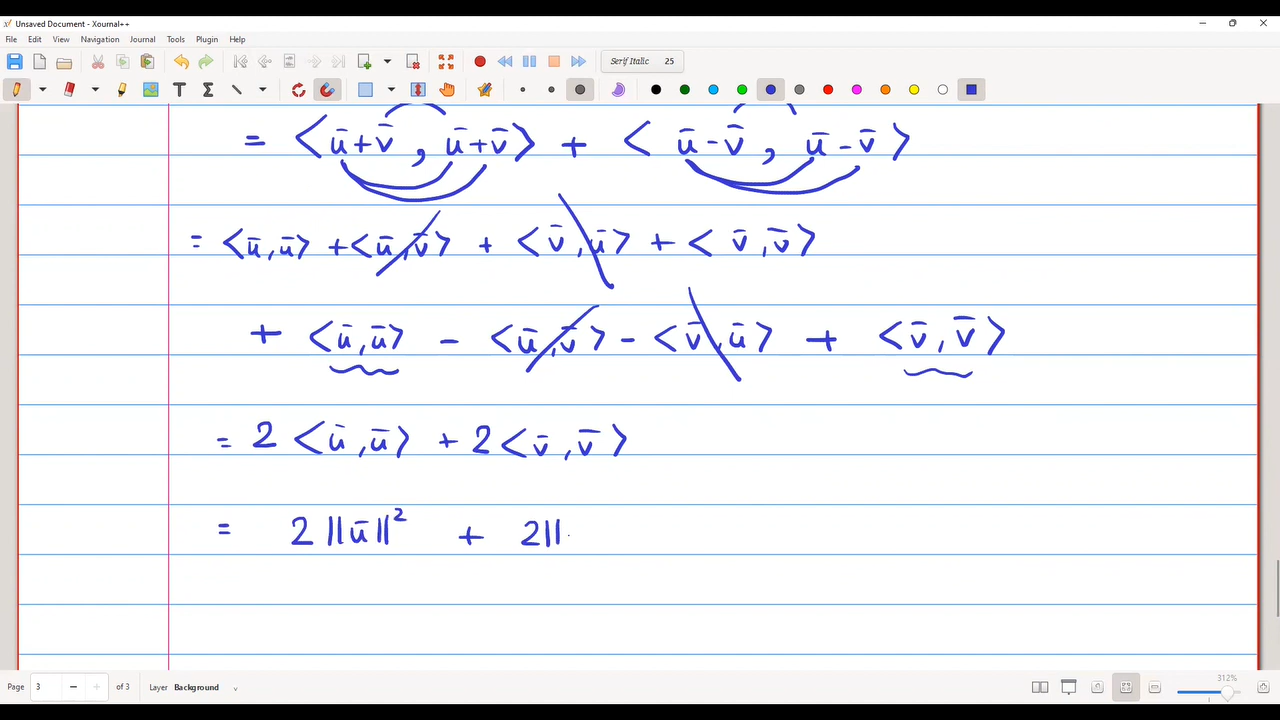 Unsaved Document - Xournal++
File Edit View Navigation Journal Tools Plugin Help
Serif Italic 25
= <ū+v̄, ū+v̄> + <ū-v̄, ū-v̄>
= <ū,ū> + <ū,v̄> + <v̄,ū> + <v̄,v̄>
+ <ū,ū> - <ū,v̄> - <v̄,ū> + <v̄,v̄>
= 2 <ū,ū> + 2 <v̄,v̄>
= 2 ||ū||² + 2||
Page 3 of 3 Layer Background 312%